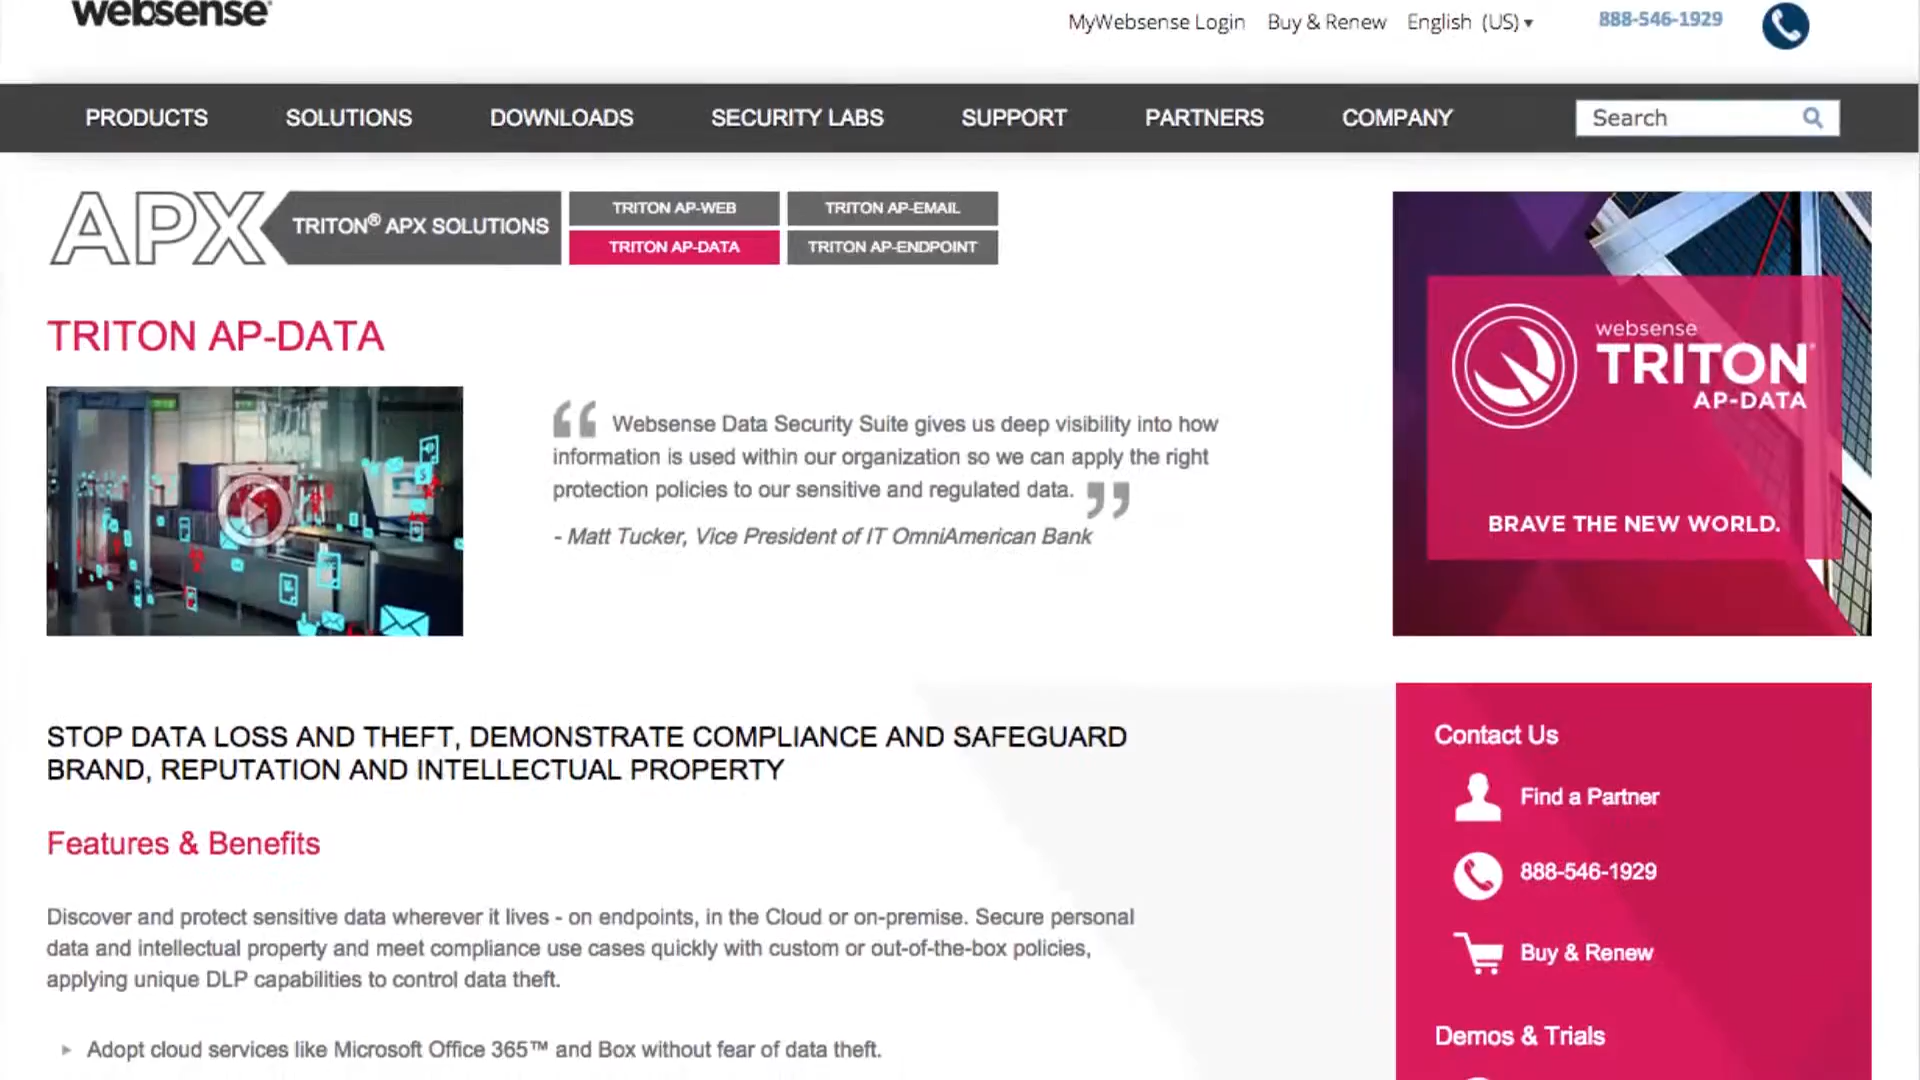 websense
MyWebsense Login Buy & Renew English (US) 888-546-1929
PRODUCTS SOLUTIONS DOWNLOADS SECURITY LABS SUPPORT PARTNERS COMPANY Search
APX TRITON® APX SOLUTIONS
TRITON AP-WEB TRITON AP-EMAIL
TRITON AP-DATA TRITON AP-ENDPOINT
TRITON AP-DATA
“ Websense Data Security Suite gives us deep visibility into how
information is used within our organization so we can apply the right
protection policies to our sensitive and regulated data. ”
- Matt Tucker, Vice President of IT OmniAmerican Bank
websense
TRITON
AP-DATA
BRAVE THE NEW WORLD.
STOP DATA LOSS AND THEFT, DEMONSTRATE COMPLIANCE AND SAFEGUARD
BRAND, REPUTATION AND INTELLECTUAL PROPERTY
Features & Benefits
Discover and protect sensitive data wherever it lives - on endpoints, in the Cloud or on-premise. Secure personal
data and intellectual property and meet compliance use cases quickly with custom or out-of-the-box policies,
applying unique DLP capabilities to control data theft.
Adopt cloud services like Microsoft Office 365™ and Box without fear of data theft.
Contact Us
Find a Partner
888-546-1929
Buy & Renew
Demos & Trials